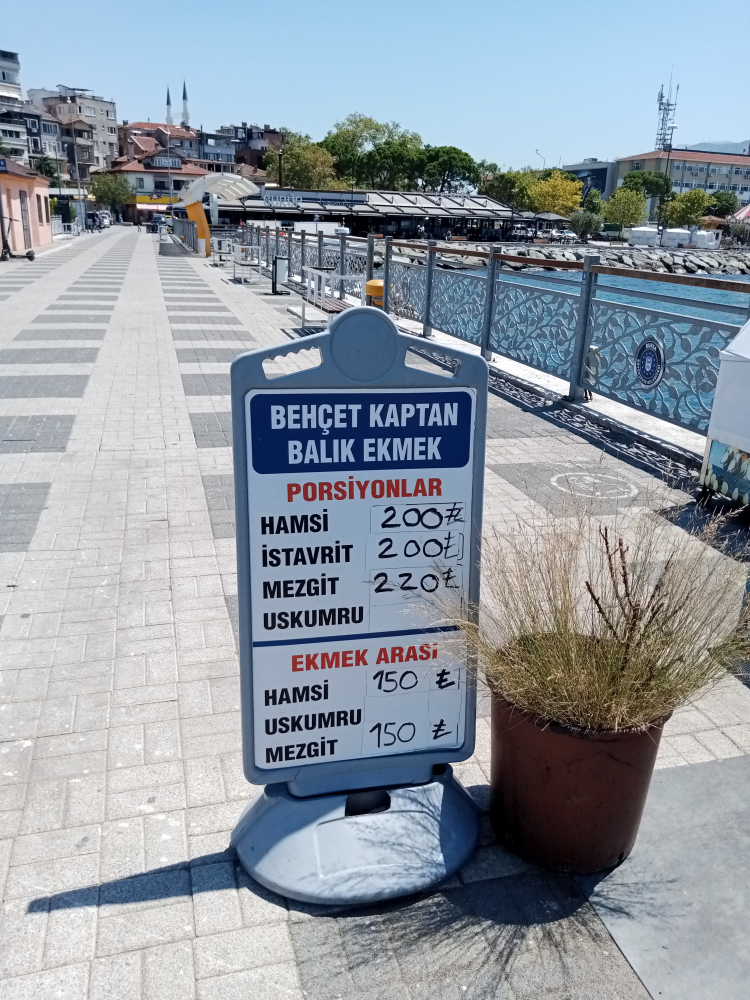 BEHÇET KAPTAN
BALIK EKMEK
PORSİYONLAR
HAMSİ 200₺
İSTAVRİT 200₺
MEZGİT 220₺
USKUMRU
EKMEK ARASI
HAMSİ 150 ₺
USKUMRU
MEZGİT 150 ₺